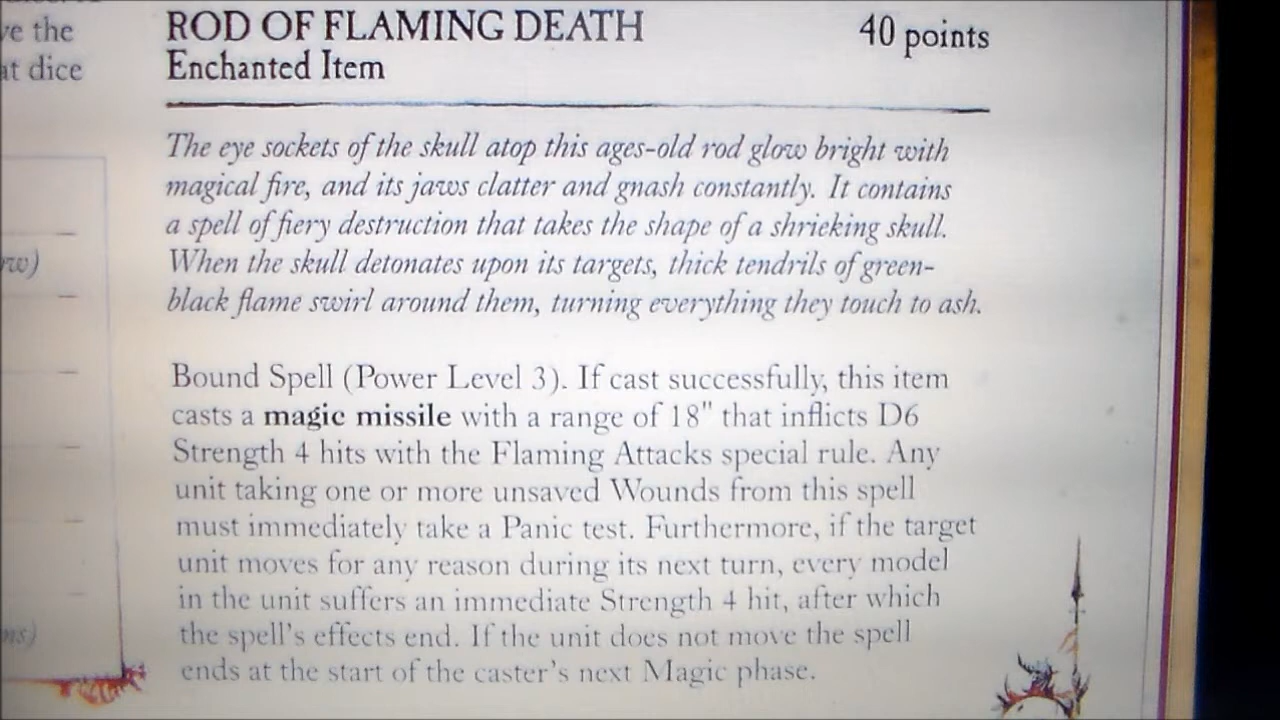 ve the
at dice
ROD OF FLAMING DEATH
40 points
Enchanted Item
The eye sockets of the skull atop this ages-old rod glow bright with
magical fire, and its jaws clatter and gnash constantly. It contains
a spell of fiery destruction that takes the shape of a shrieking skull.
When the skull detonates upon its targets, thick tendrils of green-
black flame swirl around them, turning everything they touch to ash.
Bound Spell (Power Level 3). If cast successfully, this item
casts a magic missile with a range of 18" that inflicts D6
Strength 4 hits with the Flaming Attacks special rule. Any
unit taking one or more unsaved Wounds from this spell
must immediately take a Panic test. Furthermore, if the target
unit moves for any reason during its next turn, every model
in the unit suffers an immediate Strength 4 hit, after which
the spell's effects end. If the unit does not move the spell
ends at the start of the caster's next Magic phase.